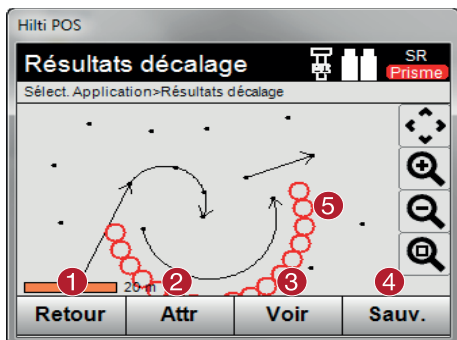 Hilti POS
Résultats décalage
SR
Prisme
Sélect. Application>Résultats décalage
5
1
2
3
4
20 m
Retour
Attr
Voir
Sauv.